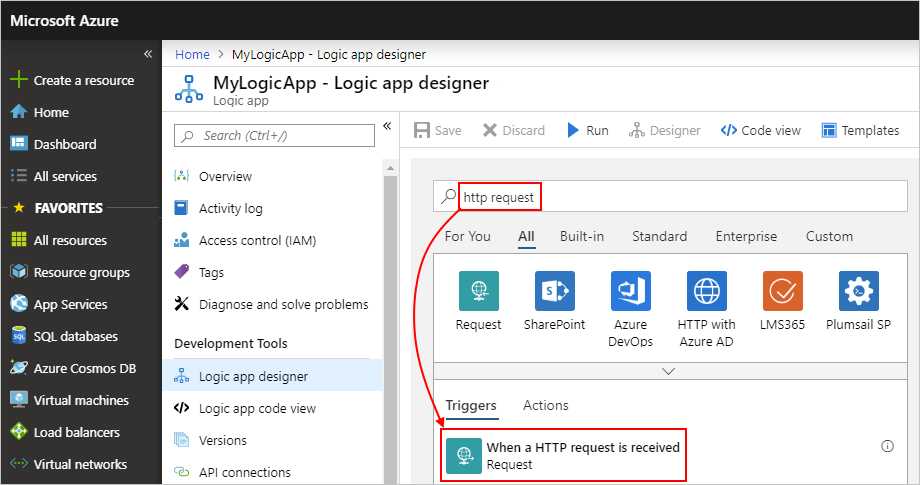 Microsoft Azure
«
Create a resource
Home
Dashboard
All services
FAVORITES
All resources
Resource groups
App Services
SQL databases
Azure Cosmos DB
Virtual machines
Load balancers
Virtual networks
Home > MyLogicApp - Logic app designer
MyLogicApp - Logic app designer
Logic app
Search (Ctrl+/)
«
Overview
Activity log
Access control (IAM)
Tags
Diagnose and solve problems
Development Tools
Logic app designer
Logic app code view
Versions
API connections
Save Discard Run Designer Code view Templates
http request
For You All Built-in Standard Enterprise Custom
Request SharePoint Azure DevOps HTTP with Azure AD LMS365 Plumsail SP
Triggers Actions
When a HTTP request is received
Request